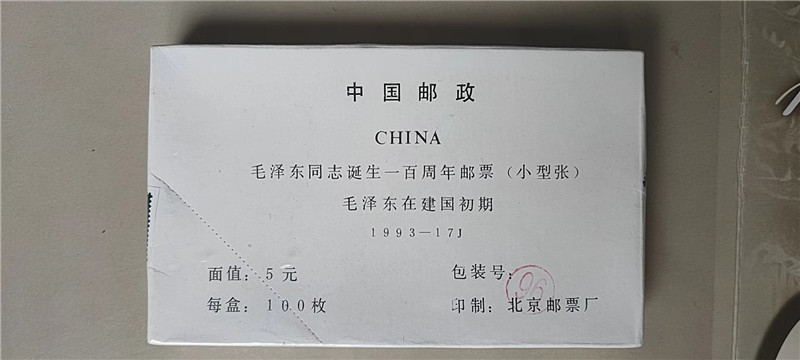 中国邮政
CHINA
毛泽东同志诞生一百周年邮票（小型张）
毛泽东在建国初期
1993—17J
面值：5元
包装号：
96
每盒：100枚
印制：北京邮票厂